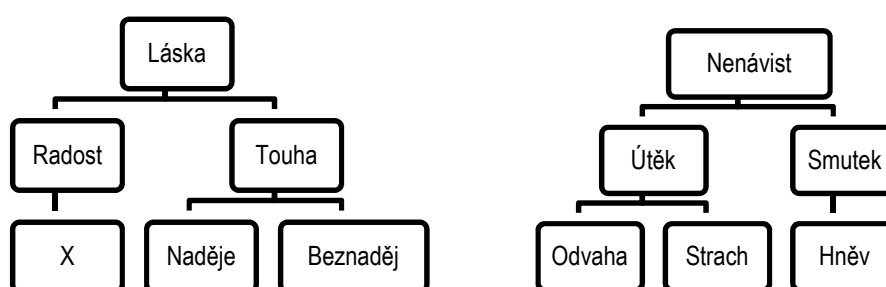 Láska
Nenávist
Radost
Touha
Útěk
Smutek
X
Naděje
Beznaděj
Odvaha
Strach
Hněv